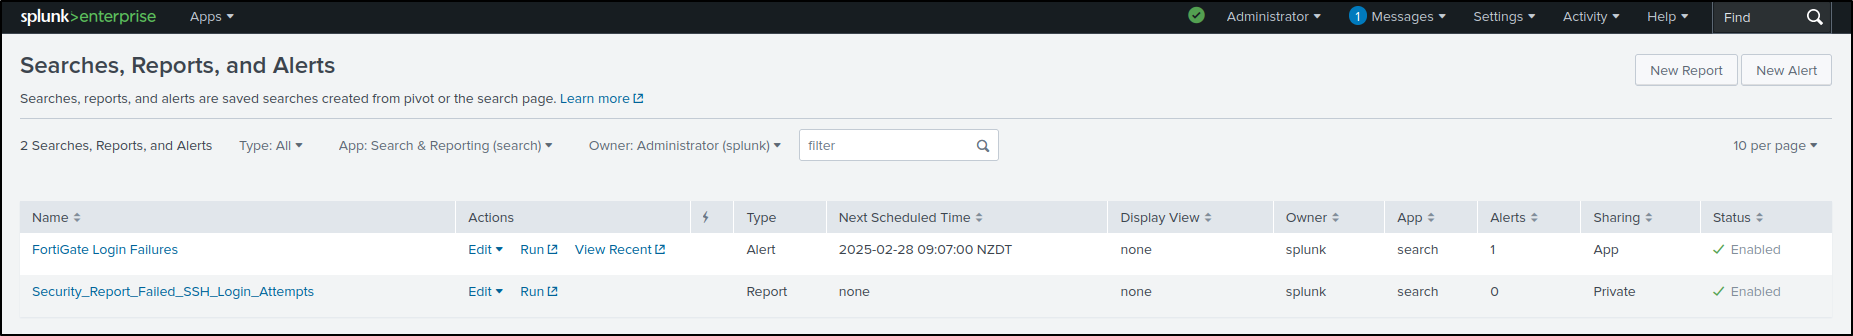 splunk>enterprise Apps Administrator 1 Messages Settings Activity Help Find
Searches, Reports, and Alerts
New Report New Alert
Searches, reports, and alerts are saved searches created from pivot or the search page. Learn more
2 Searches, Reports, and Alerts Type: All App: Search & Reporting (search) Owner: Administrator (splunk) filter 10 per page
Name Actions Type Next Scheduled Time Display View Owner App Alerts Sharing Status
FortiGate Login Failures Edit Run View Recent Alert 2025-02-28 09:07:00 NZDT none splunk search 1 App Enabled
Security_Report_Failed_SSH_Login_Attempts Edit Run Report none none splunk search 0 Private Enabled